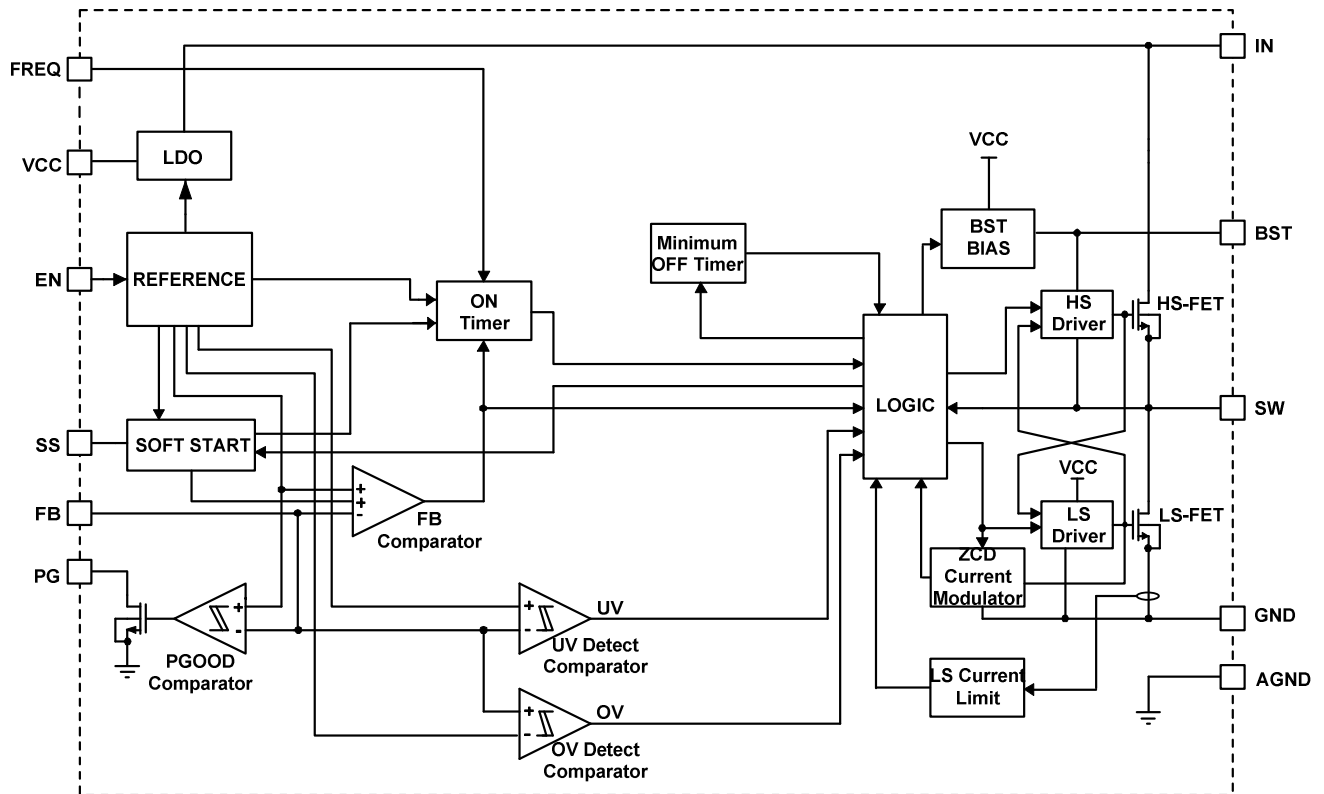 FREQ
IN
VCC
LDO
VCC
BST
BIAS
BST
Minimum
OFF Timer
EN
REFERENCE
ON
Timer
HS
Driver
HS-FET
LOGIC
SW
SS
SOFT START
VCC
+
+
-
FB
FB
Comparator
LS
Driver
LS-FET
ZCD
Current
Modulator
PG
+
-
PGOOD
Comparator
+
-
UV
UV Detect
Comparator
GND
LS Current
Limit
AGND
+
-
OV
OV Detect
Comparator